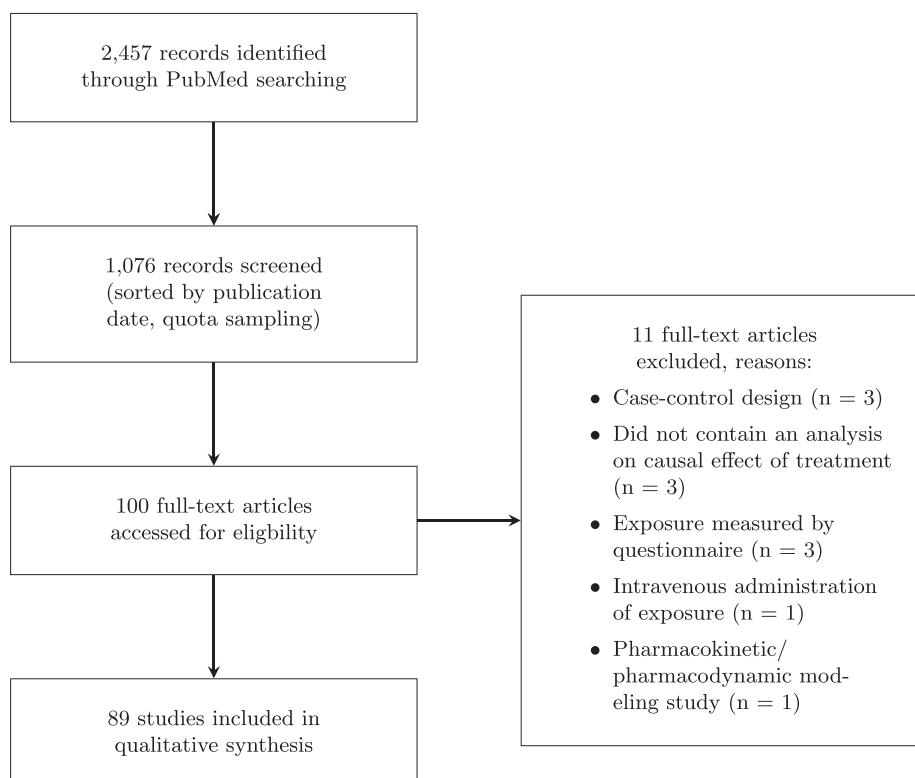 2,457 records identified
through PubMed searching
1,076 records screened
(sorted by publication
date, quota sampling)
11 full-text articles
excluded, reasons:
• Case-control design (n = 3)
• Did not contain an analysis
on causal effect of treatment
(n = 3)
• Exposure measured by
questionnaire (n = 3)
• Intravenous administration
of exposure (n = 1)
• Pharmacokinetic/
pharmacodynamic mod-
eling study (n = 1)
100 full-text articles
accessed for eligbility
89 studies included in
qualitative synthesis